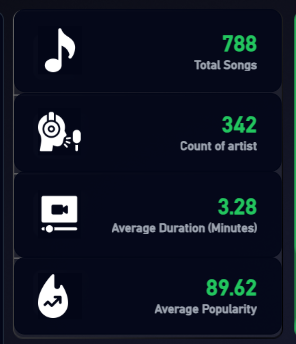 788
Total Songs
342
Count of artist
3.28
Average Duration (Minutes)
89.62
Average Popularity